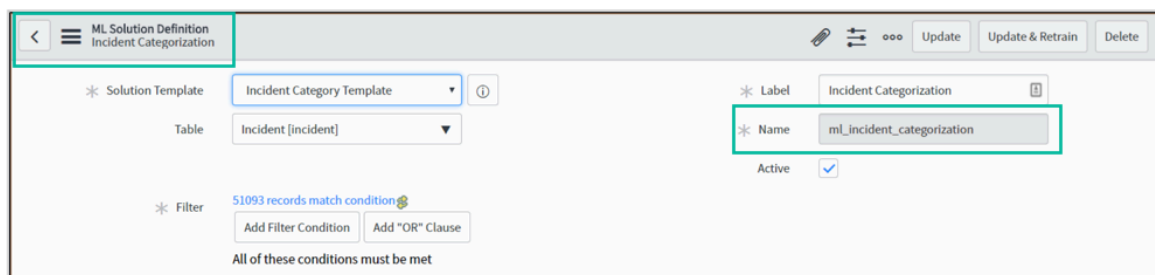 ML Solution Definition
Incident Categorization
Update
Update & Retrain
Delete
Solution Template
Incident Category Template
Label
Incident Categorization
Table
Incident [incident]
Name
ml_incident_categorization
Active
Filter
51093 records match condition
Add Filter Condition
Add "OR" Clause
All of these conditions must be met